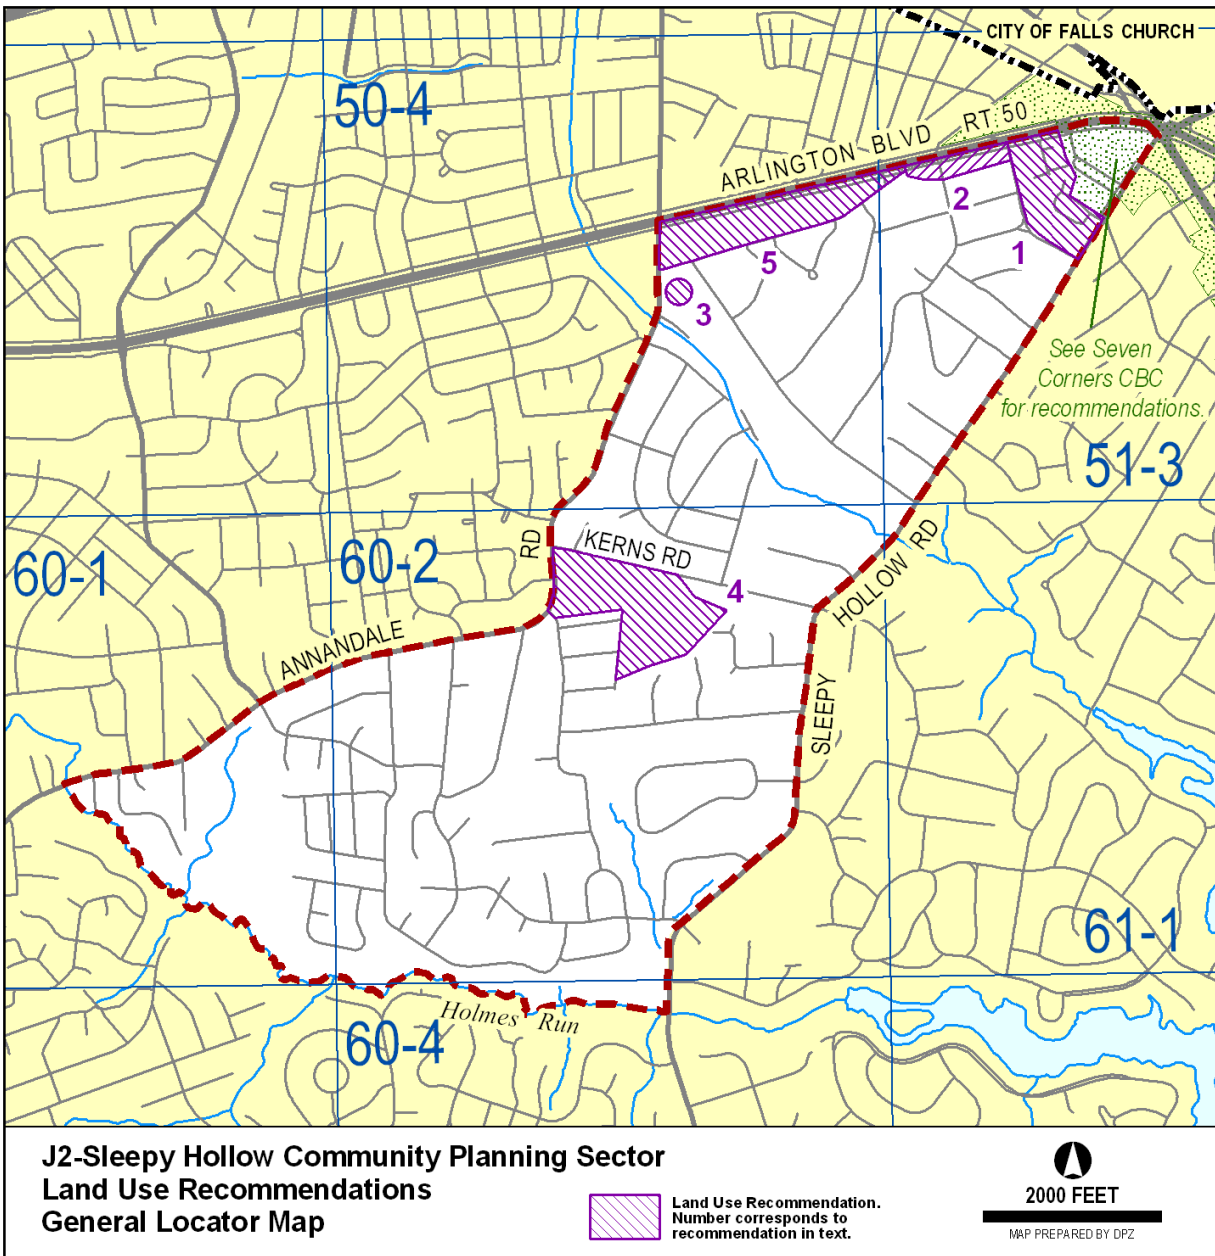 CITY OF FALLS CHURCH
50-4
RT 50
ARLINGTON BLVD
2
1
5
3
See Seven
Corners CBC
for recommendations.
51-3
KERNS RD
RD
60-1
60-2
4
HOLLOW RD
ANNANDALE
SLEEPY
61-1
Holmes Run
60-4
J2-Sleepy Hollow Community Planning Sector
Land Use Recommendations
General Locator Map
Land Use Recommendation.
Number corresponds to
recommendation in text.
2000 FEET
MAP PREPARED BY DPZ